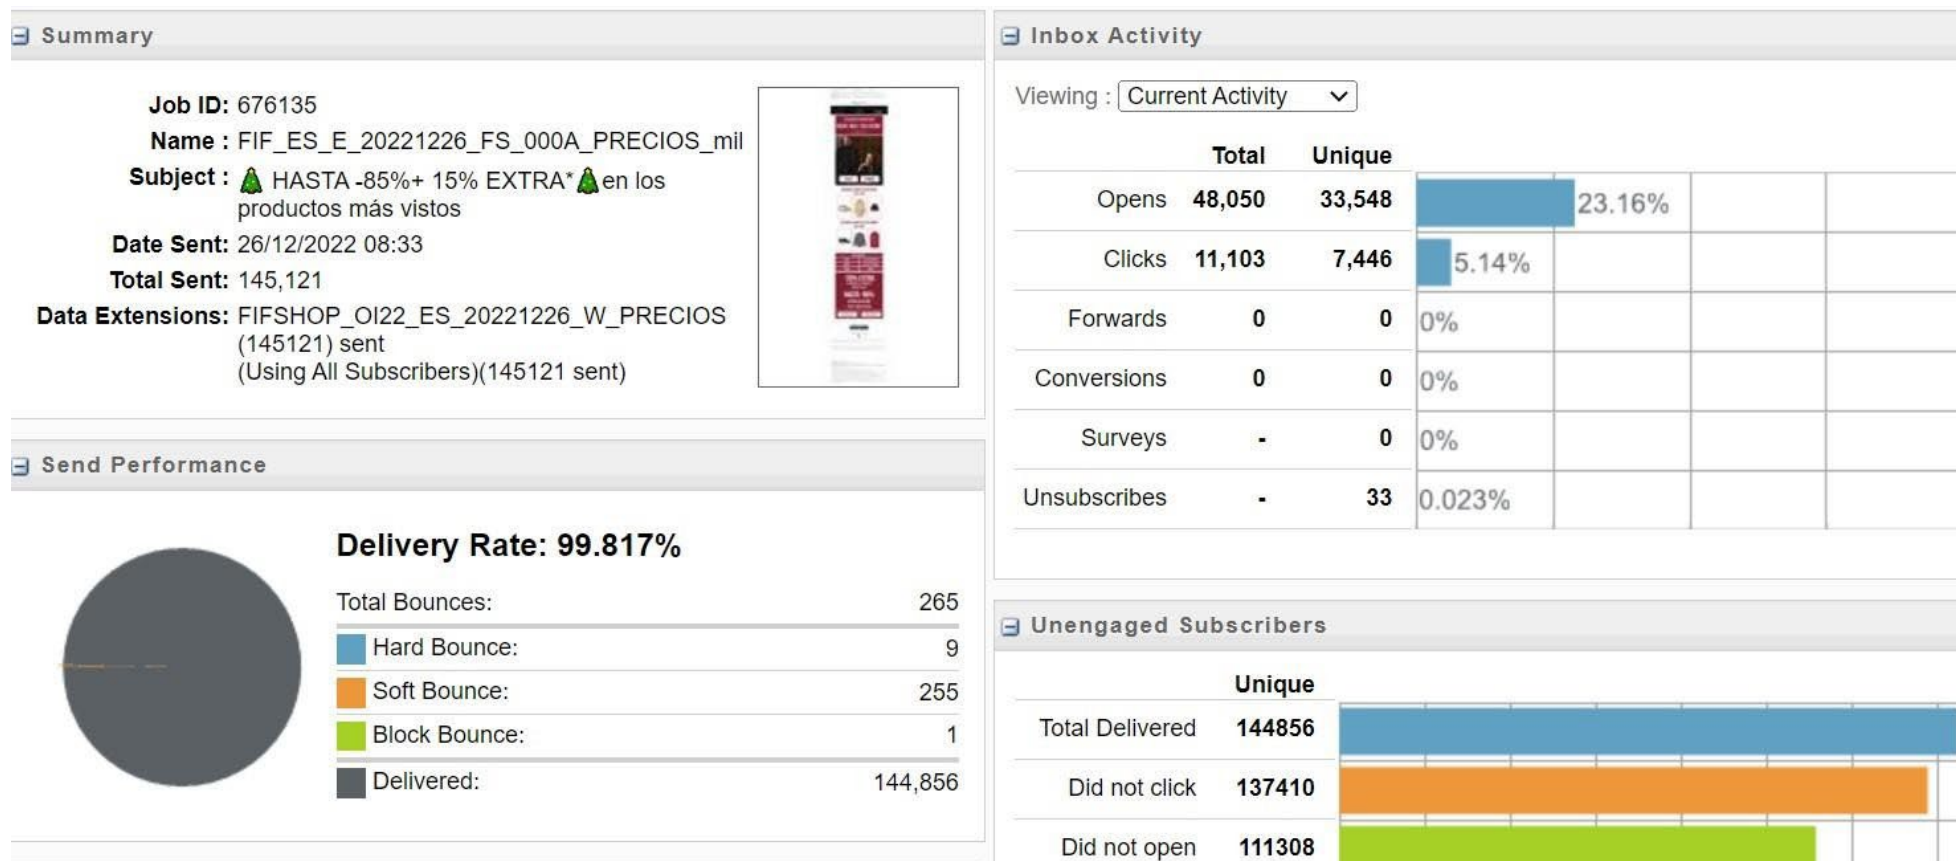 Summary
Job ID: 676135
Name : FIF_ES_E_20221226_FS_000A_PRECIOS_mil
Subject : 🎄 HASTA -85%+ 15% EXTRA*🎄en los
productos más vistos
Date Sent: 26/12/2022 08:33
Total Sent: 145,121
Data Extensions: FIFSHOP_OI22_ES_20221226_W_PRECIOS
(145121) sent
(Using All Subscribers)(145121 sent)
Send Performance
Delivery Rate: 99.817%
Total Bounces: 265
Hard Bounce: 9
Soft Bounce: 255
Block Bounce: 1
Delivered: 144,856
Inbox Activity
Viewing : Current Activity
Total Unique
Opens 48,050 33,548 23.16%
Clicks 11,103 7,446 5.14%
Forwards 0 0 0%
Conversions 0 0 0%
Surveys - 0 0%
Unsubscribes - 33 0.023%
Unengaged Subscribers
Unique
Total Delivered 144856
Did not click 137410
Did not open 111308